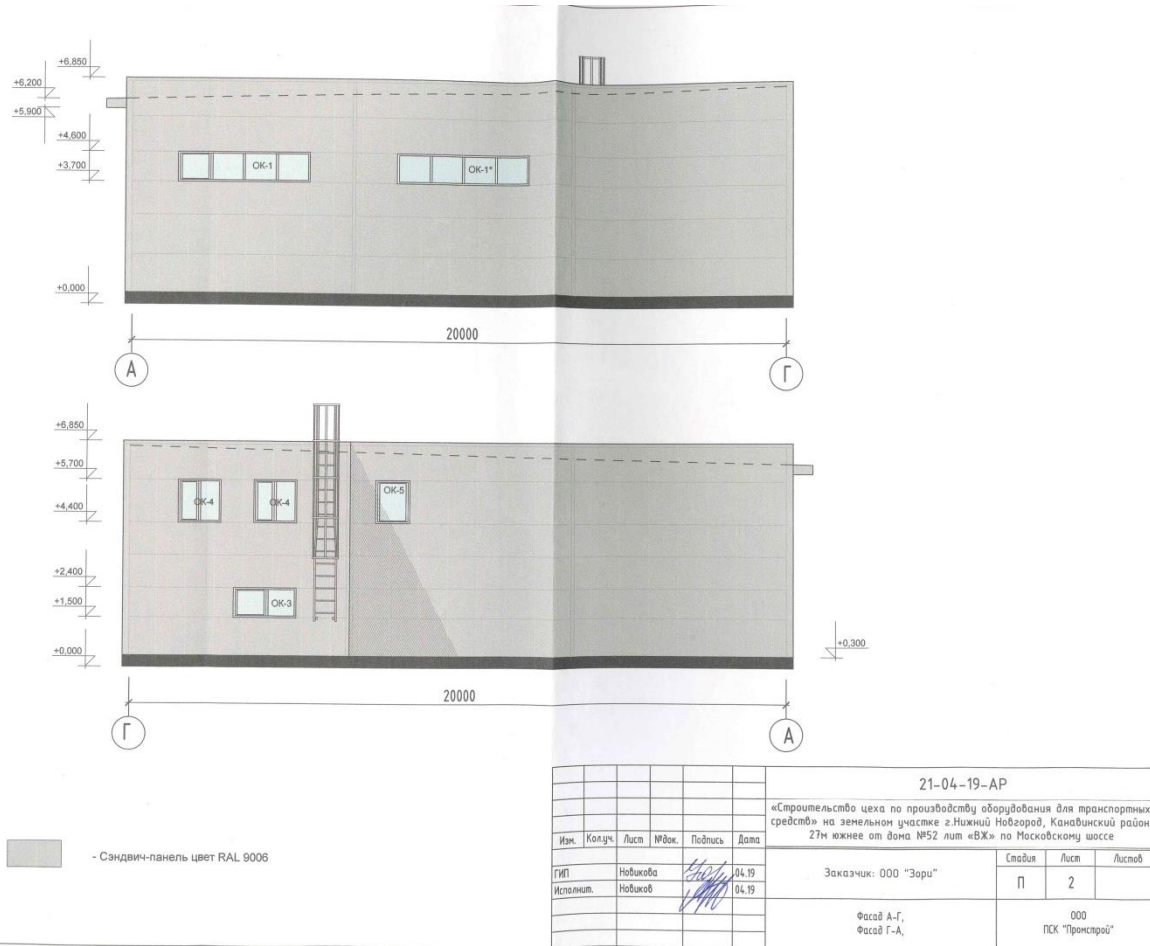 +6,850
+6,200
+5,900
+4,600
+3,700
+0,000
ОК-1
ОК-1*
20000
А
Г
+6,850
+5,700
+4,400
+2,400
+1,500
+0,000
ОК-4
ОК-4
ОК-5
ОК-3
+0,300
20000
Г
А
- Сэндвич-панель цвет RAL 9006
21-04-19-АР
«Строительство цеха по производству оборудования для транспортных
средств» на земельном участке г.Нижний Новгород, Канавинский район
27м южнее от дома №52 лит «ВЖ» по Московскому шоссе
Изм. Кол.уч. Лист №док. Подпись Дата
ГИП Новикова 04.19
Исполнит. Новиков 04.19
Заказчик: ООО "Зори"
Стадия Лист Листов
П 2
Фасад А-Г,
Фасад Г-А,
ООО
ПСК "Промстрой"